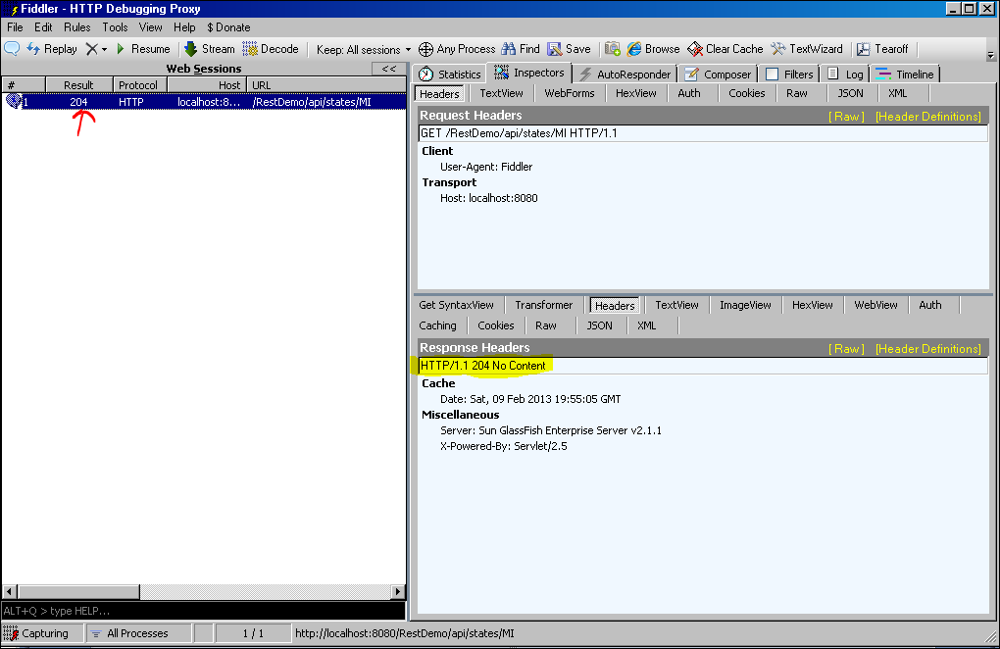 Fiddler - HTTP Debugging Proxy
File Edit Rules Tools View Help $ Donate
Replay Resume Stream Decode Keep: All sessions Any Process Find Save Browse Clear Cache TextWizard Tearoff
Web Sessions <<
# Result Protocol Host URL
1 204 HTTP localhost:8... /RestDemo/api/states/MI
Statistics Inspectors AutoResponder Composer Filters Log Timeline
Headers TextView WebForms HexView Auth Cookies Raw JSON XML
Request Headers [ Raw ] [Header Definitions]
GET /RestDemo/api/states/MI HTTP/1.1
Client
User-Agent: Fiddler
Transport
Host: localhost:8080
Get SyntaxView Transformer Headers TextView ImageView HexView WebView Auth
Caching Cookies Raw JSON XML
Response Headers [ Raw ] [Header Definitions]
HTTP/1.1 204 No Content
Cache
Date: Sat, 09 Feb 2013 19:55:05 GMT
Miscellaneous
Server: Sun GlassFish Enterprise Server v2.1.1
X-Powered-By: Servlet/2.5
ALT+Q > type HELP...
Capturing All Processes 1 / 1 http://localhost:8080/RestDemo/api/states/MI